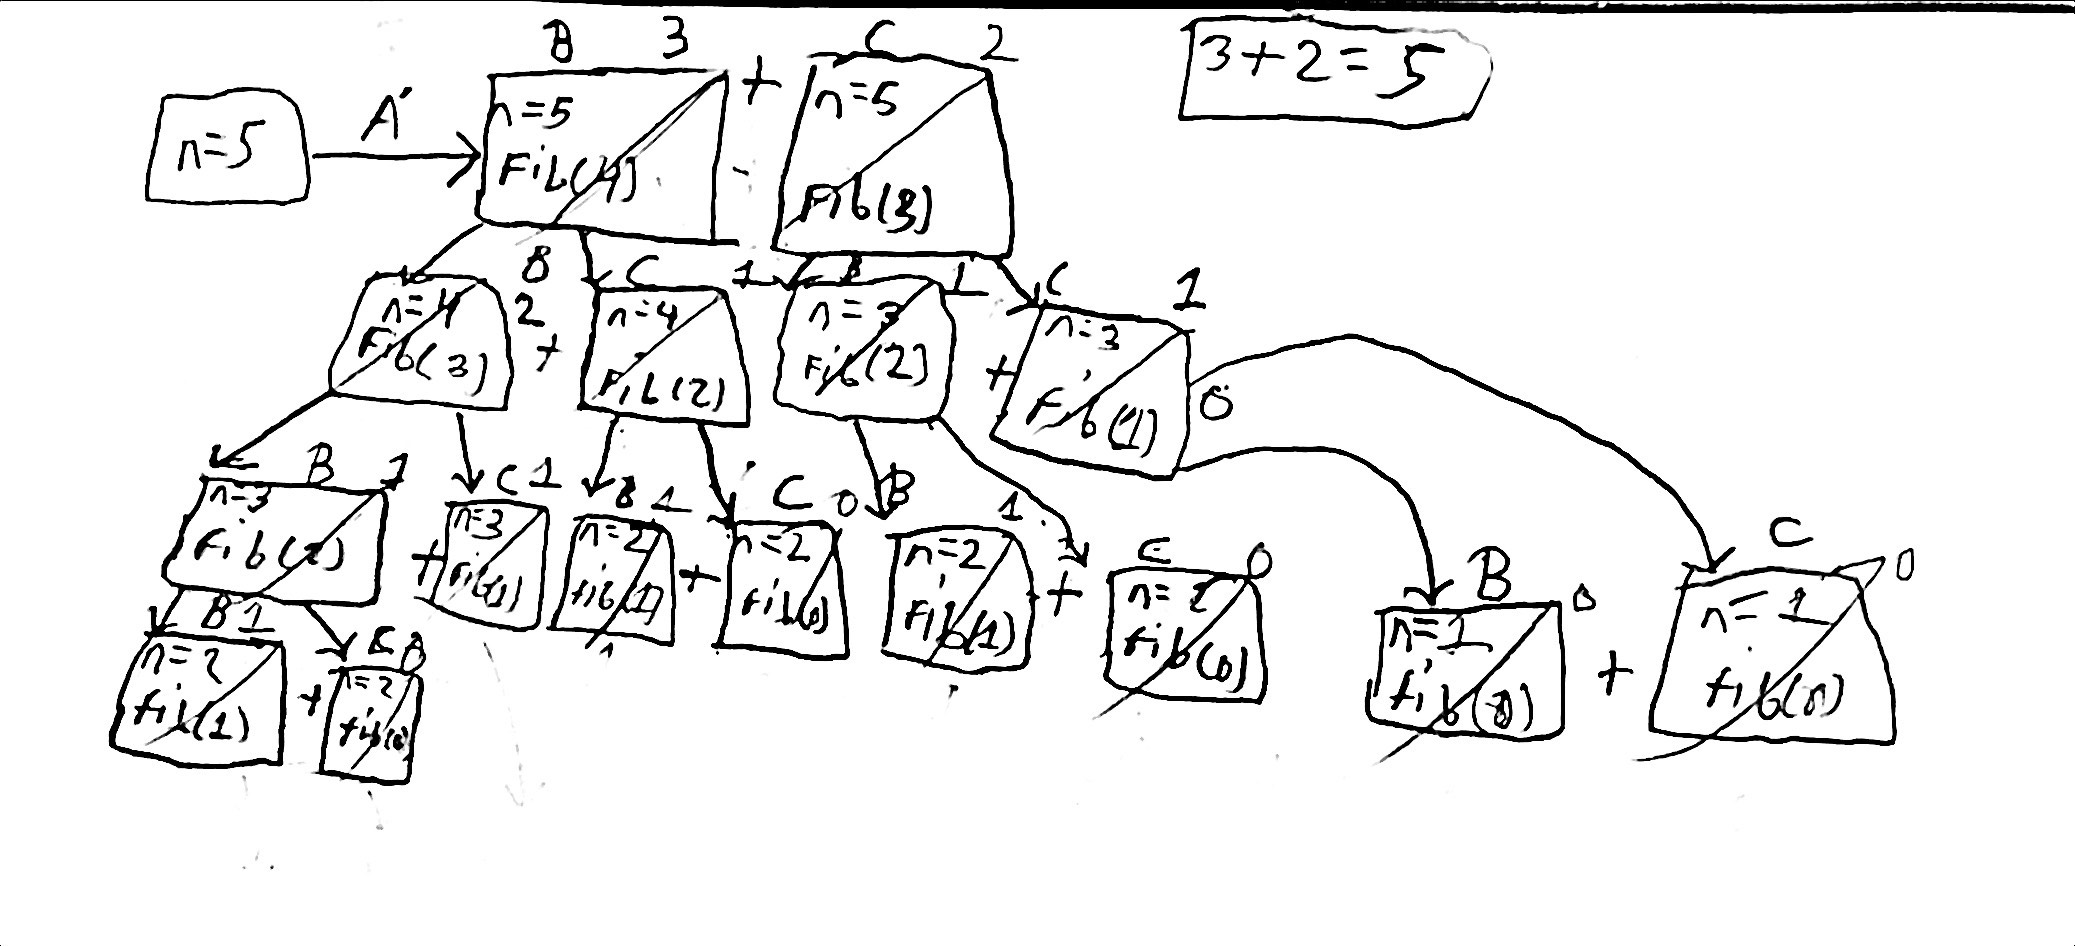 B 3 + C 2
3+2=5
n=5
A
n=5
Fib(4)
n=5
Fib(3)
B 2
n=4
Fib(3)
+
C 1
n=4
Fib(2)
B 1
n=3
Fib(2)
+
C 1
n=3
Fib(1)
0
B 1
n=3
Fib(2)
+
C 1
n=3
Fib(1)
B 1
n=2
fib(1)
+
C 0
n=2
fib(0)
B 1
n=2
fib(1)
+
C 0
n=2
fib(0)
B 0
n=1
fib(0)
+
C 0
n=1
fib(0)
B 1
n=2
fib(1)
+
C 0
n=2
fib(0)